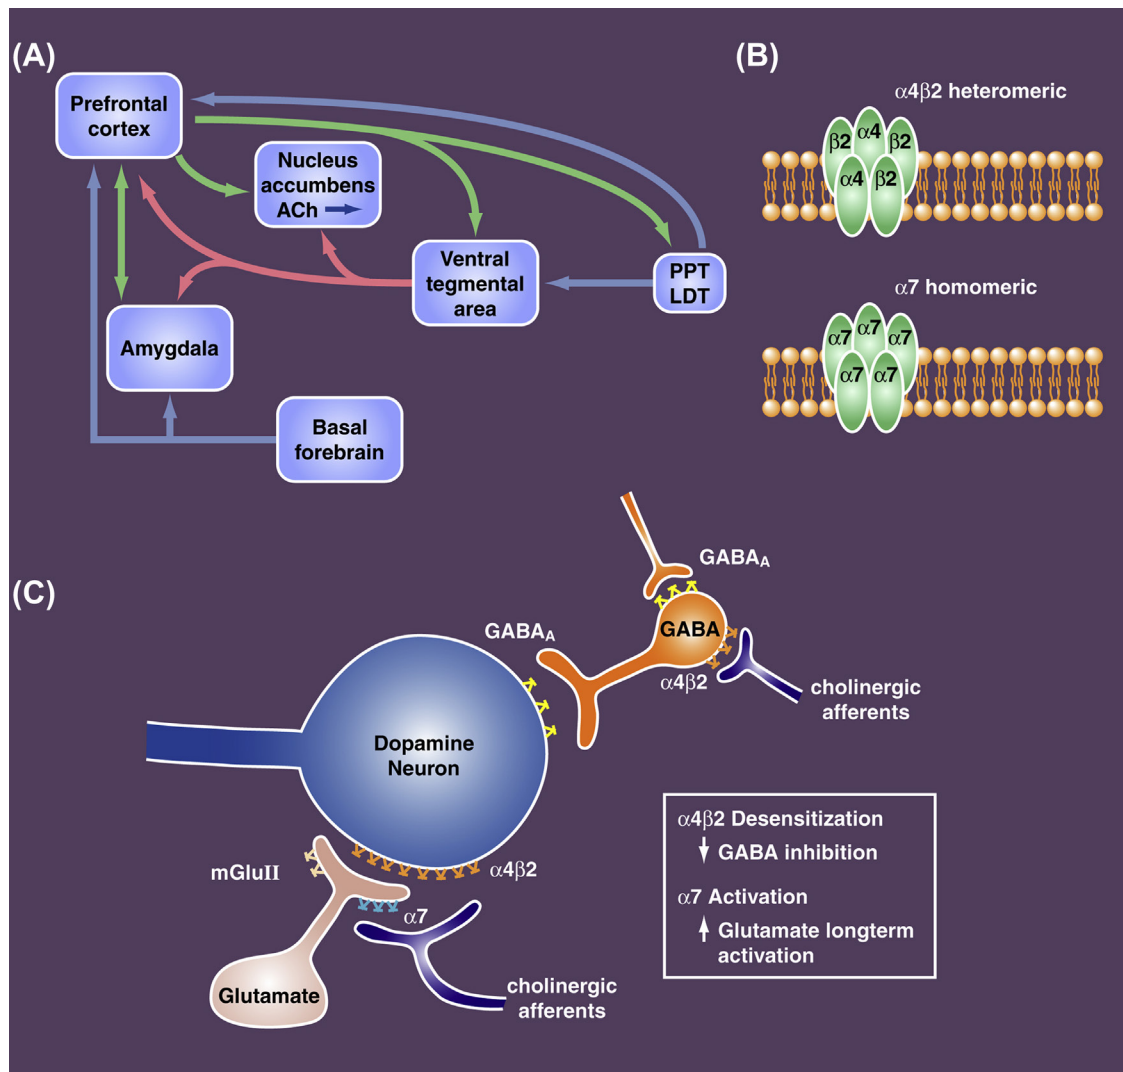 (A)
Prefrontal
cortex
Nucleus
accumbens
ACh
Ventral
tegmental
area
PPT
LDT
Amygdala
Basal
forebrain
(B)
α4β2 heteromeric
β2
α4
β2
α4
β2
α7 homomeric
α7
α7
α7
α7
α7
(C)
GABAA
GABAA
GABA
α4β2
cholinergic
afferents
Dopamine
Neuron
mGluII
α4β2
α7
Glutamate
cholinergic
afferents
α4β2 Desensitization
GABA inhibition
α7 Activation
Glutamate longterm
activation